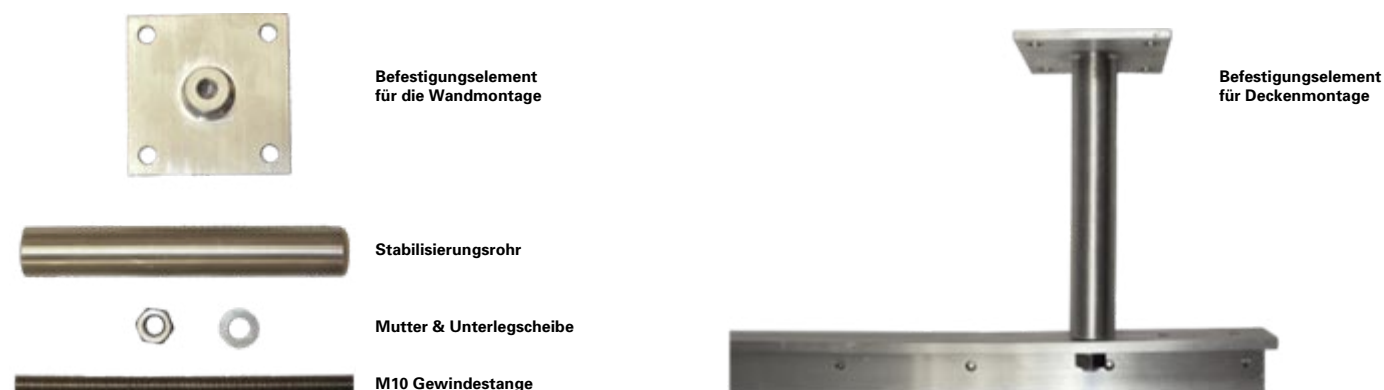 Befestigungselement
für die Wandmontage
Stabilisierungsrohr
Mutter & Unterlegscheibe
M10 Gewindestange
Befestigungselement
für Deckenmontage